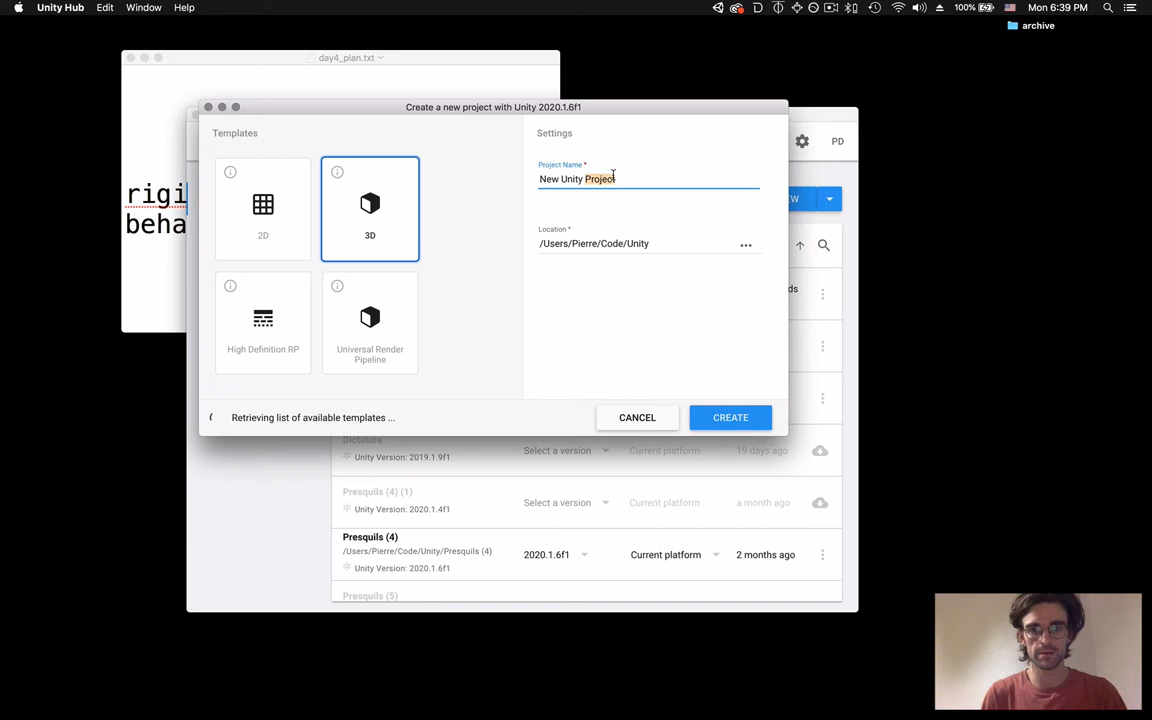 Unity Hub Edit Window Help
100% Mon 6:39 PM
archive
day4_plan.txt
Create a new project with Unity 2020.1.6f1
Templates
Settings
PD
2D
3D
Project Name *
New Unity Project
rigi
beha
EW
Location *
/Users/Pierre/Code/Unity
•••
ds
High Definition RP
Universal Render
Pipeline
Retrieving list of available templates ...
CANCEL
CREATE
Dictature
Unity Version: 2019.1.9f1
Select a version
Current platform
19 days ago
Presquils (4) (1)
Unity Version: 2020.1.4f1
Select a version
Current platform
a month ago
Presquils (4)
/Users/Pierre/Code/Unity/Presquils (4)
Unity Version: 2020.1.6f1
2020.1.6f1
Current platform
2 months ago
Presquils (5)